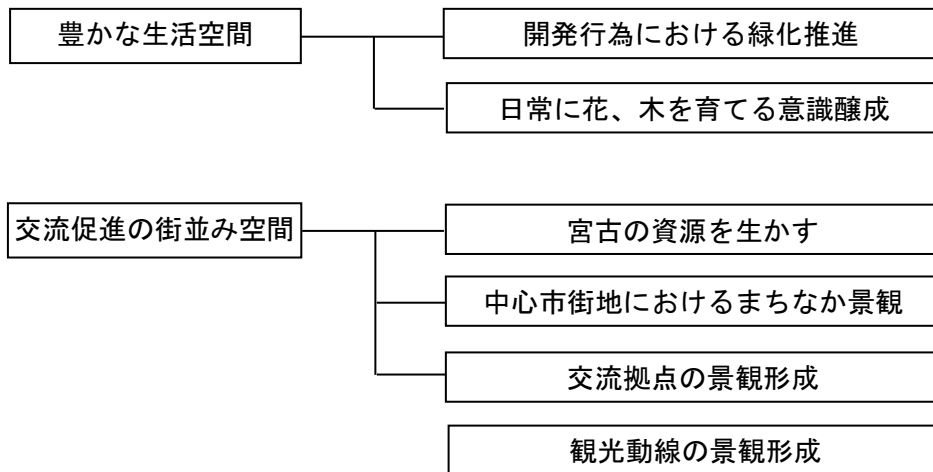 豊かな生活空間
開発行為における緑化推進
日常に花、木を育てる意識醸成
交流促進の街並み空間
宮古の資源を生かす
中心市街地におけるまちなか景観
交流拠点の景観形成
観光動線の景観形成